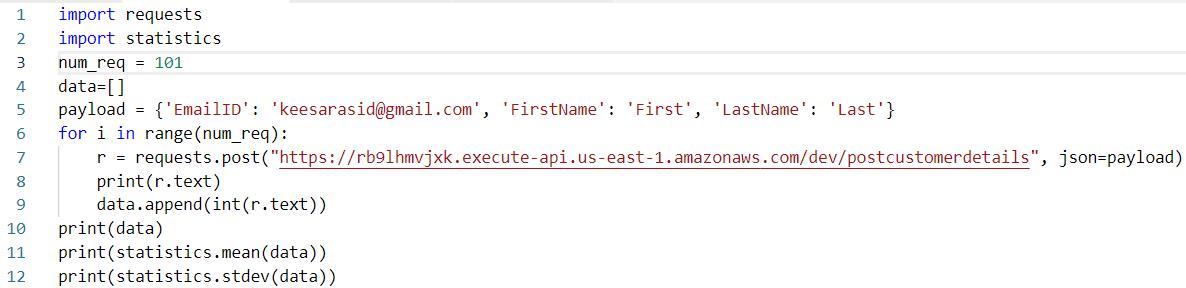 1 import requests
2 import statistics
3 num_req = 101
4 data=[]
5 payload = {'EmailID': 'keesarasid@gmail.com', 'FirstName': 'First', 'LastName': 'Last'}
6 for i in range(num_req):
7     r = requests.post("https://rb9lhmvjxk.execute-api.us-east-1.amazonaws.com/dev/postcustomerdetails", json=payload)
8     print(r.text)
9     data.append(int(r.text))
10 print(data)
11 print(statistics.mean(data))
12 print(statistics.stdev(data))